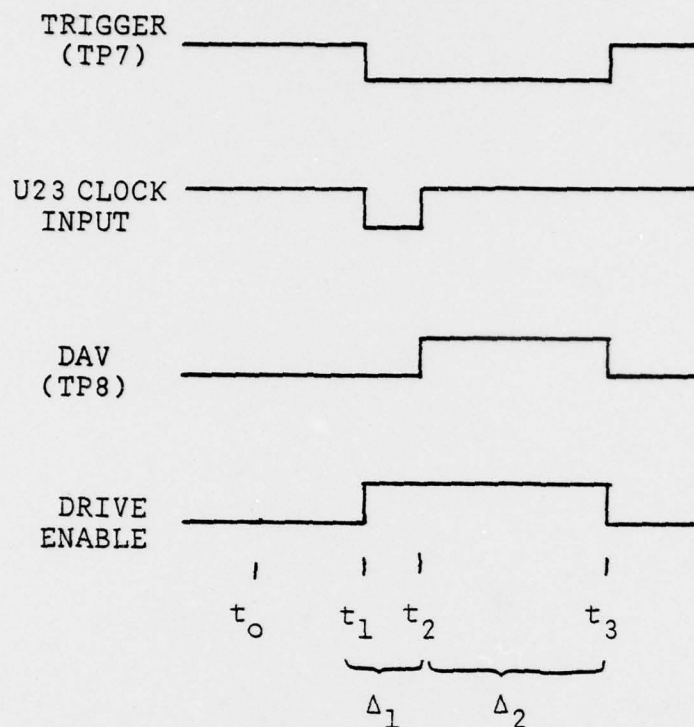 TRIGGER
(TP7)
U23 CLOCK
INPUT
DAV
(TP8)
DRIVE
ENABLE
t₀ t₁ t₂ t₃
Δ₁ Δ₂